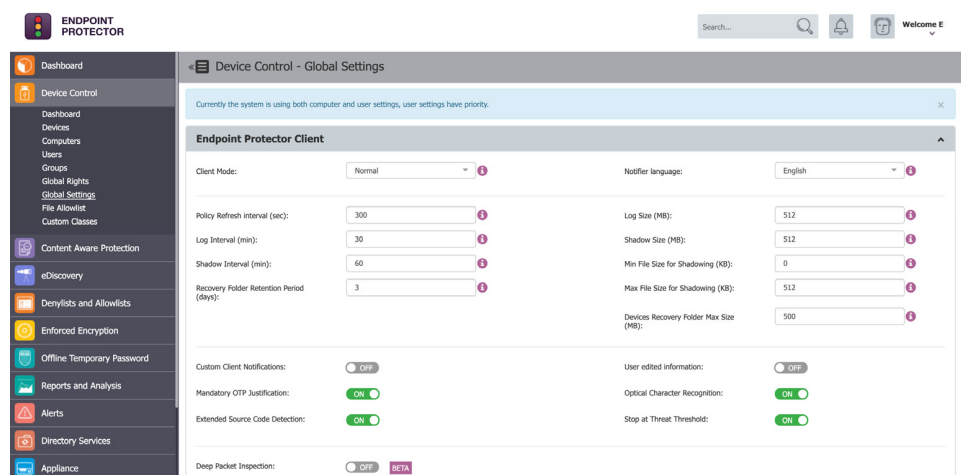 ENDPOINT
PROTECTOR
Search...
Welcome E
Dashboard
Device Control
Dashboard
Devices
Computers
Users
Groups
Global Rights
Global Settings
File Allowlist
Custom Classes
Content Aware Protection
eDiscovery
Denylists and Allowlists
Enforced Encryption
Offline Temporary Password
Reports and Analysis
Alerts
Directory Services
Appliance
Device Control - Global Settings
Currently the system is using both computer and user settings, user settings have priority.
Endpoint Protector Client
Client Mode: Normal
Notifier language: English
Policy Refresh interval (sec): 300
Log Size (MB): 512
Log Interval (min): 30
Shadow Size (MB): 512
Shadow Interval (min): 60
Min File Size for Shadowing (KB): 0
Recovery Folder Retention Period
(days): 3
Max File Size for Shadowing (KB): 512
Devices Recovery Folder Max Size
(MB): 500
Custom Client Notifications: OFF
User edited information: OFF
Mandatory OTP Justification: ON
Optical Character Recognition: ON
Extended Source Code Detection: ON
Stop at Threat Threshold: ON
Deep Packet Inspection: OFF BETA